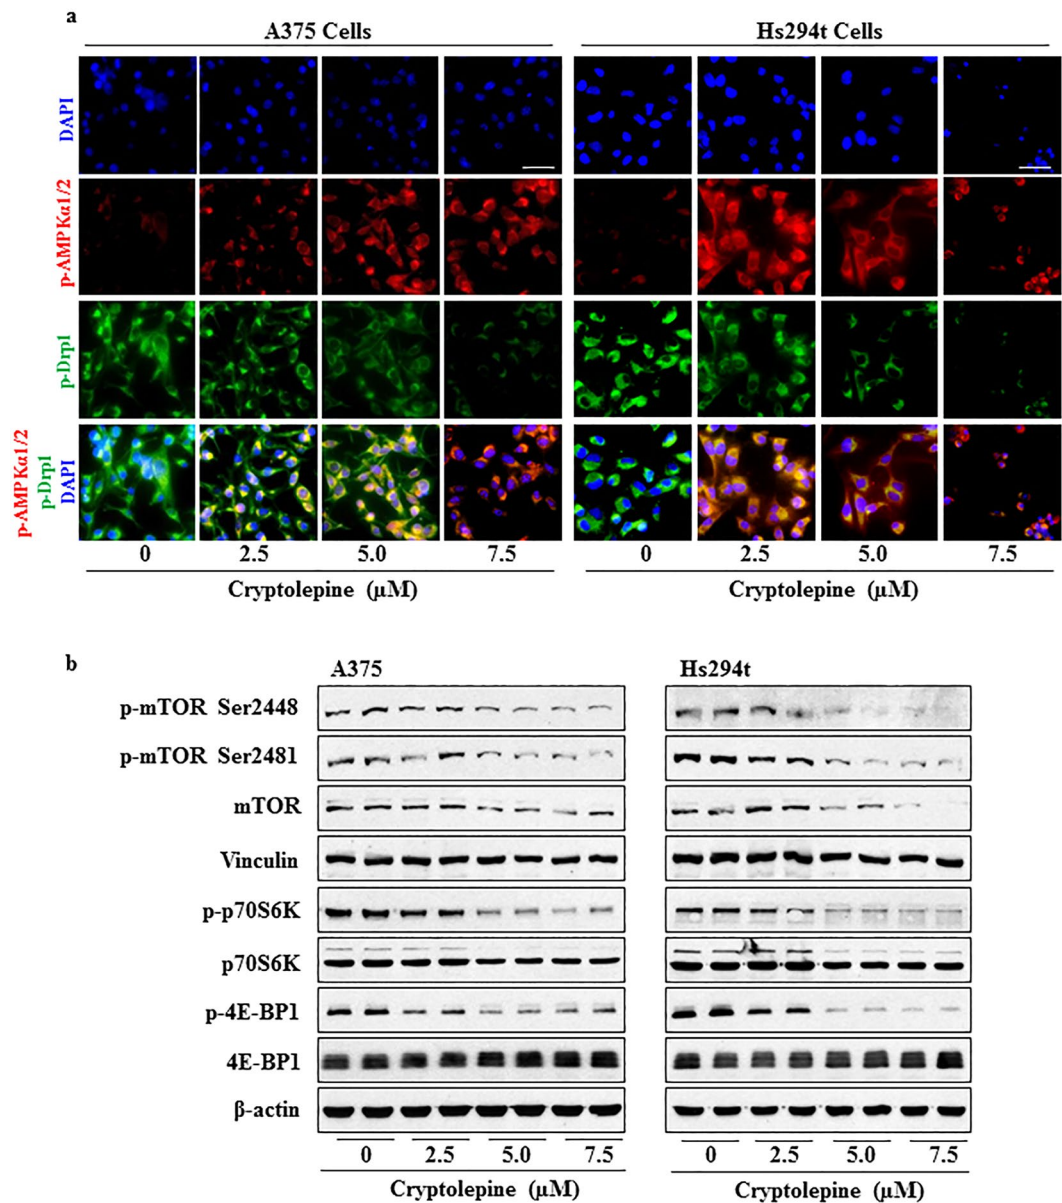 a
A375 Cells
Hs294t Cells
DAPI
p-AMPKα1/2
p-Drp1
p-AMPKα1/2
p-Drp1
DAPI
0 2.5 5.0 7.5 0 2.5 5.0 7.5
Cryptolepine (µM) Cryptolepine (µM)
b
A375 Hs294t
p-mTOR Ser2448
p-mTOR Ser2481
mTOR
Vinculin
p-p70S6K
p70S6K
p-4E-BP1
4E-BP1
β-actin
0 2.5 5.0 7.5 0 2.5 5.0 7.5
Cryptolepine (µM) Cryptolepine (µM)